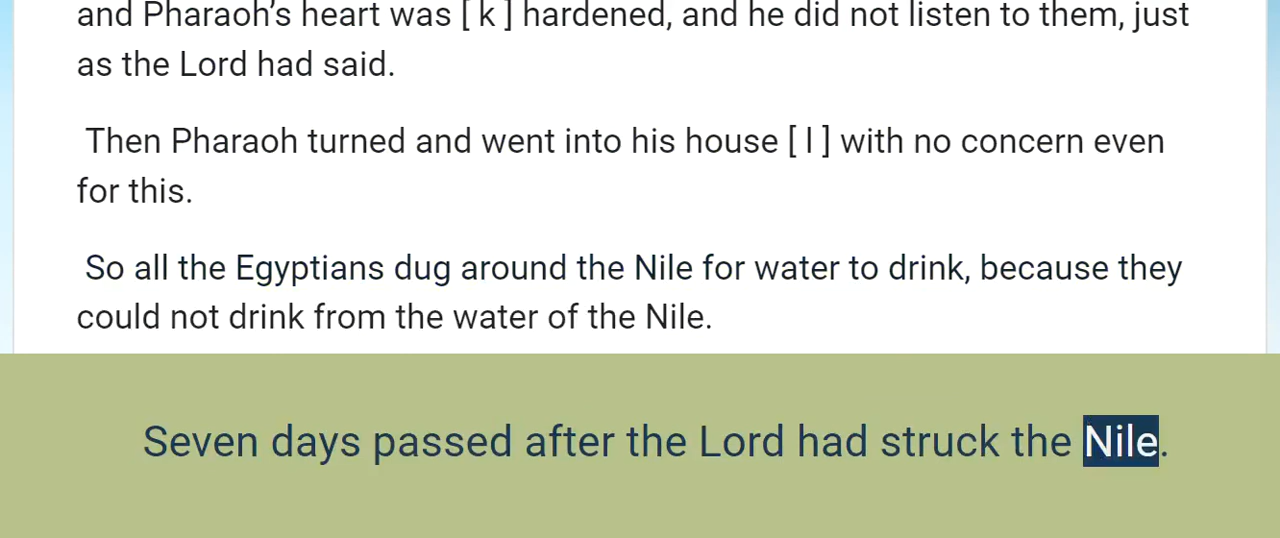 and Pharaoh’s heart was [ k ] hardened, and he did not listen to them, just
as the Lord had said.
Then Pharaoh turned and went into his house [ l ] with no concern even
for this.
So all the Egyptians dug around the Nile for water to drink, because they
could not drink from the water of the Nile.
Seven days passed after the Lord had struck the Nile.